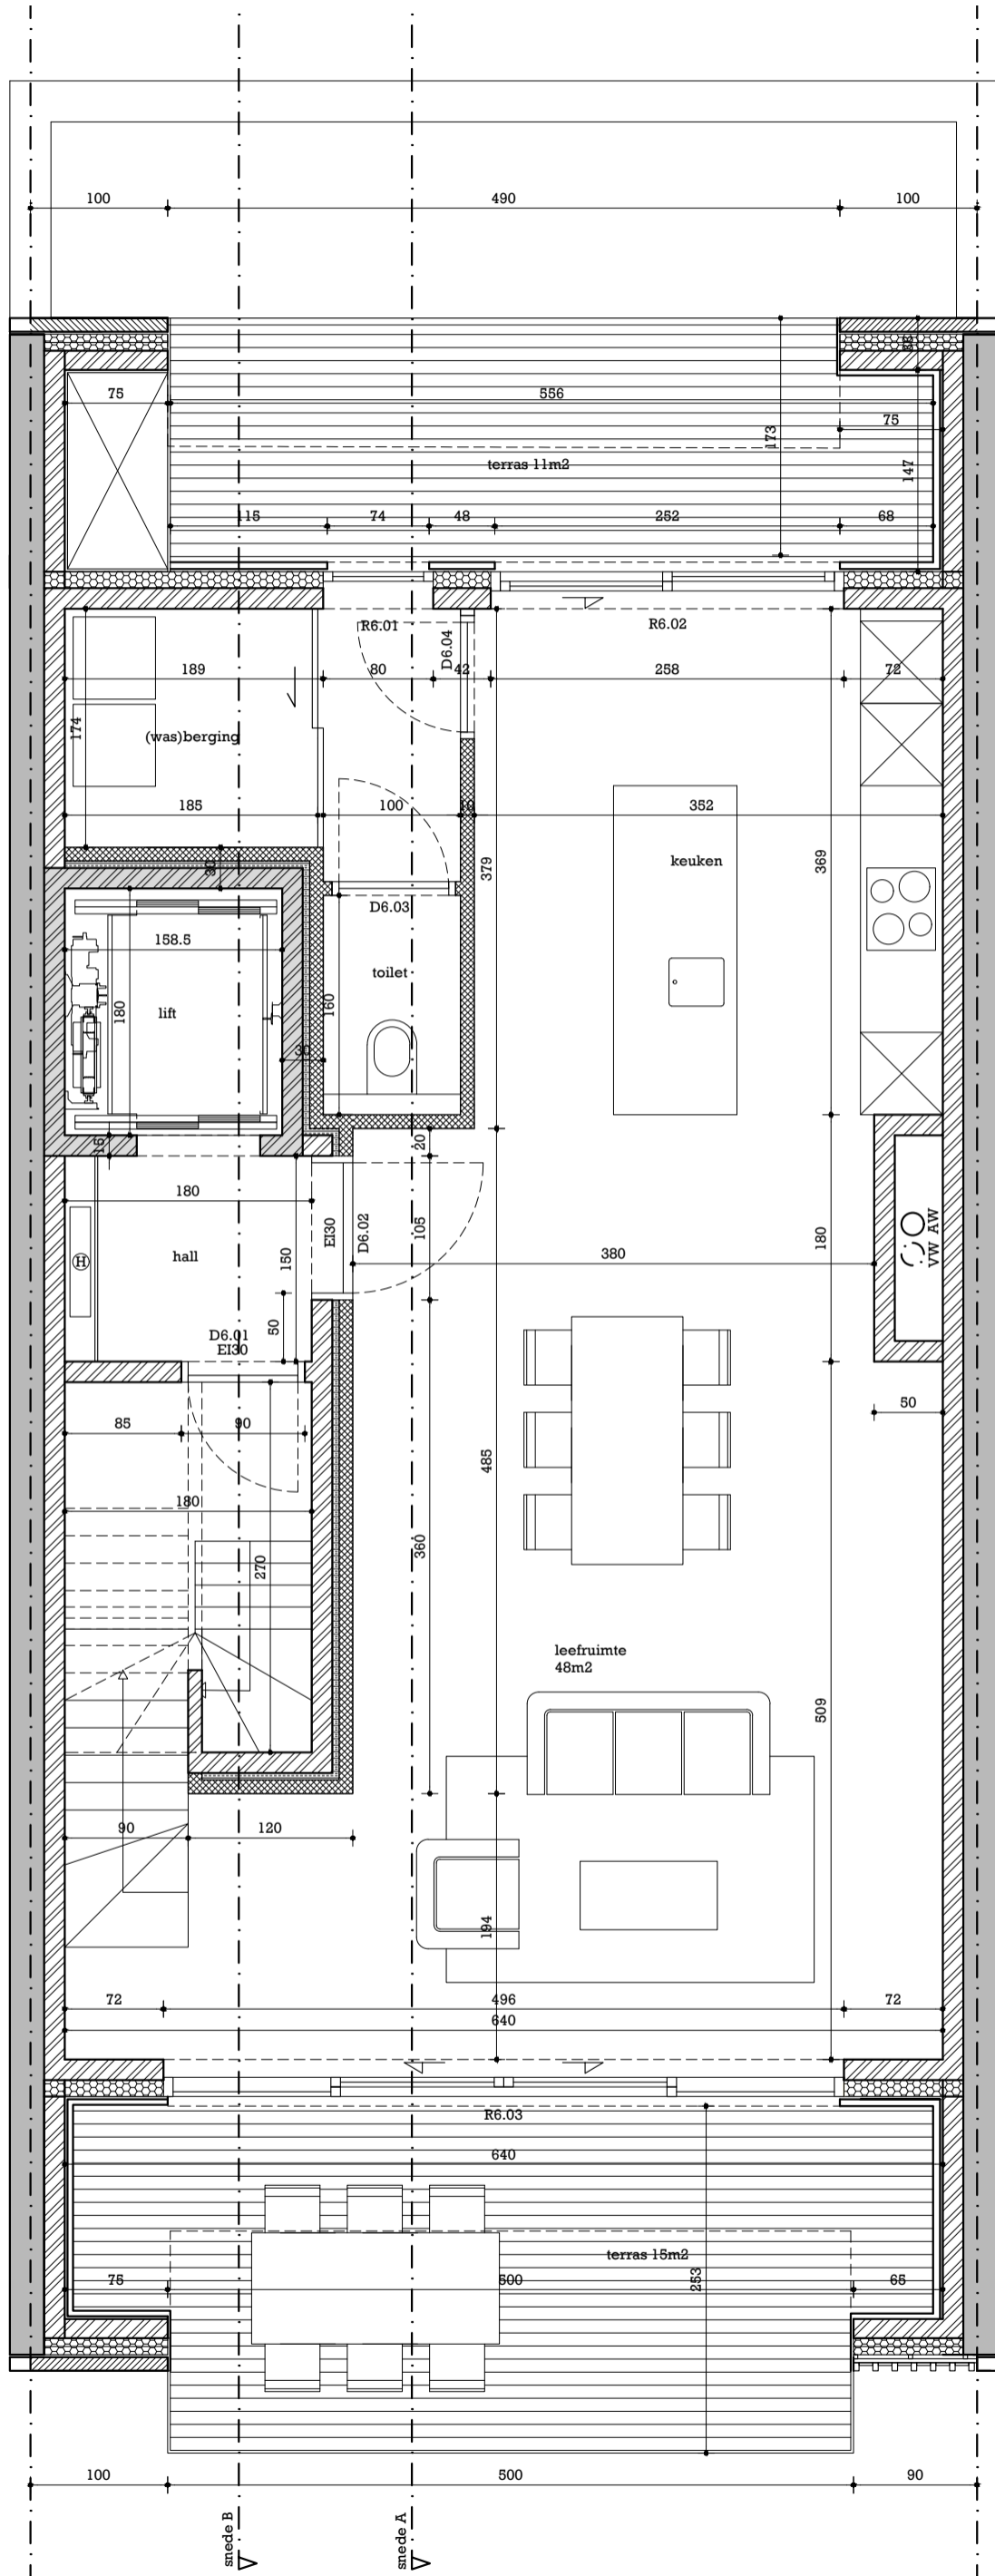 100 490 100
38
75 556
75
173
terras 11m2
147
115 74 48 252 68
R6.01 D6.04 R6.02
189 80 42 258 72
174
(was)berging
185 100 10 352
30 379 keuken 369
D6.03
158.5
toilet
180 lift 160
30
15 20
180 EI30 D6.02 105
hall 150 380 180 VW AW
H
50
D6.01
EI30
85 90 50
485
180
270 360
leefruimte
48m2
509
90 120
194
72 496 72
640
R6.03
640
terras 15m2
75 500 253 65
100 500 90
snede B snede A